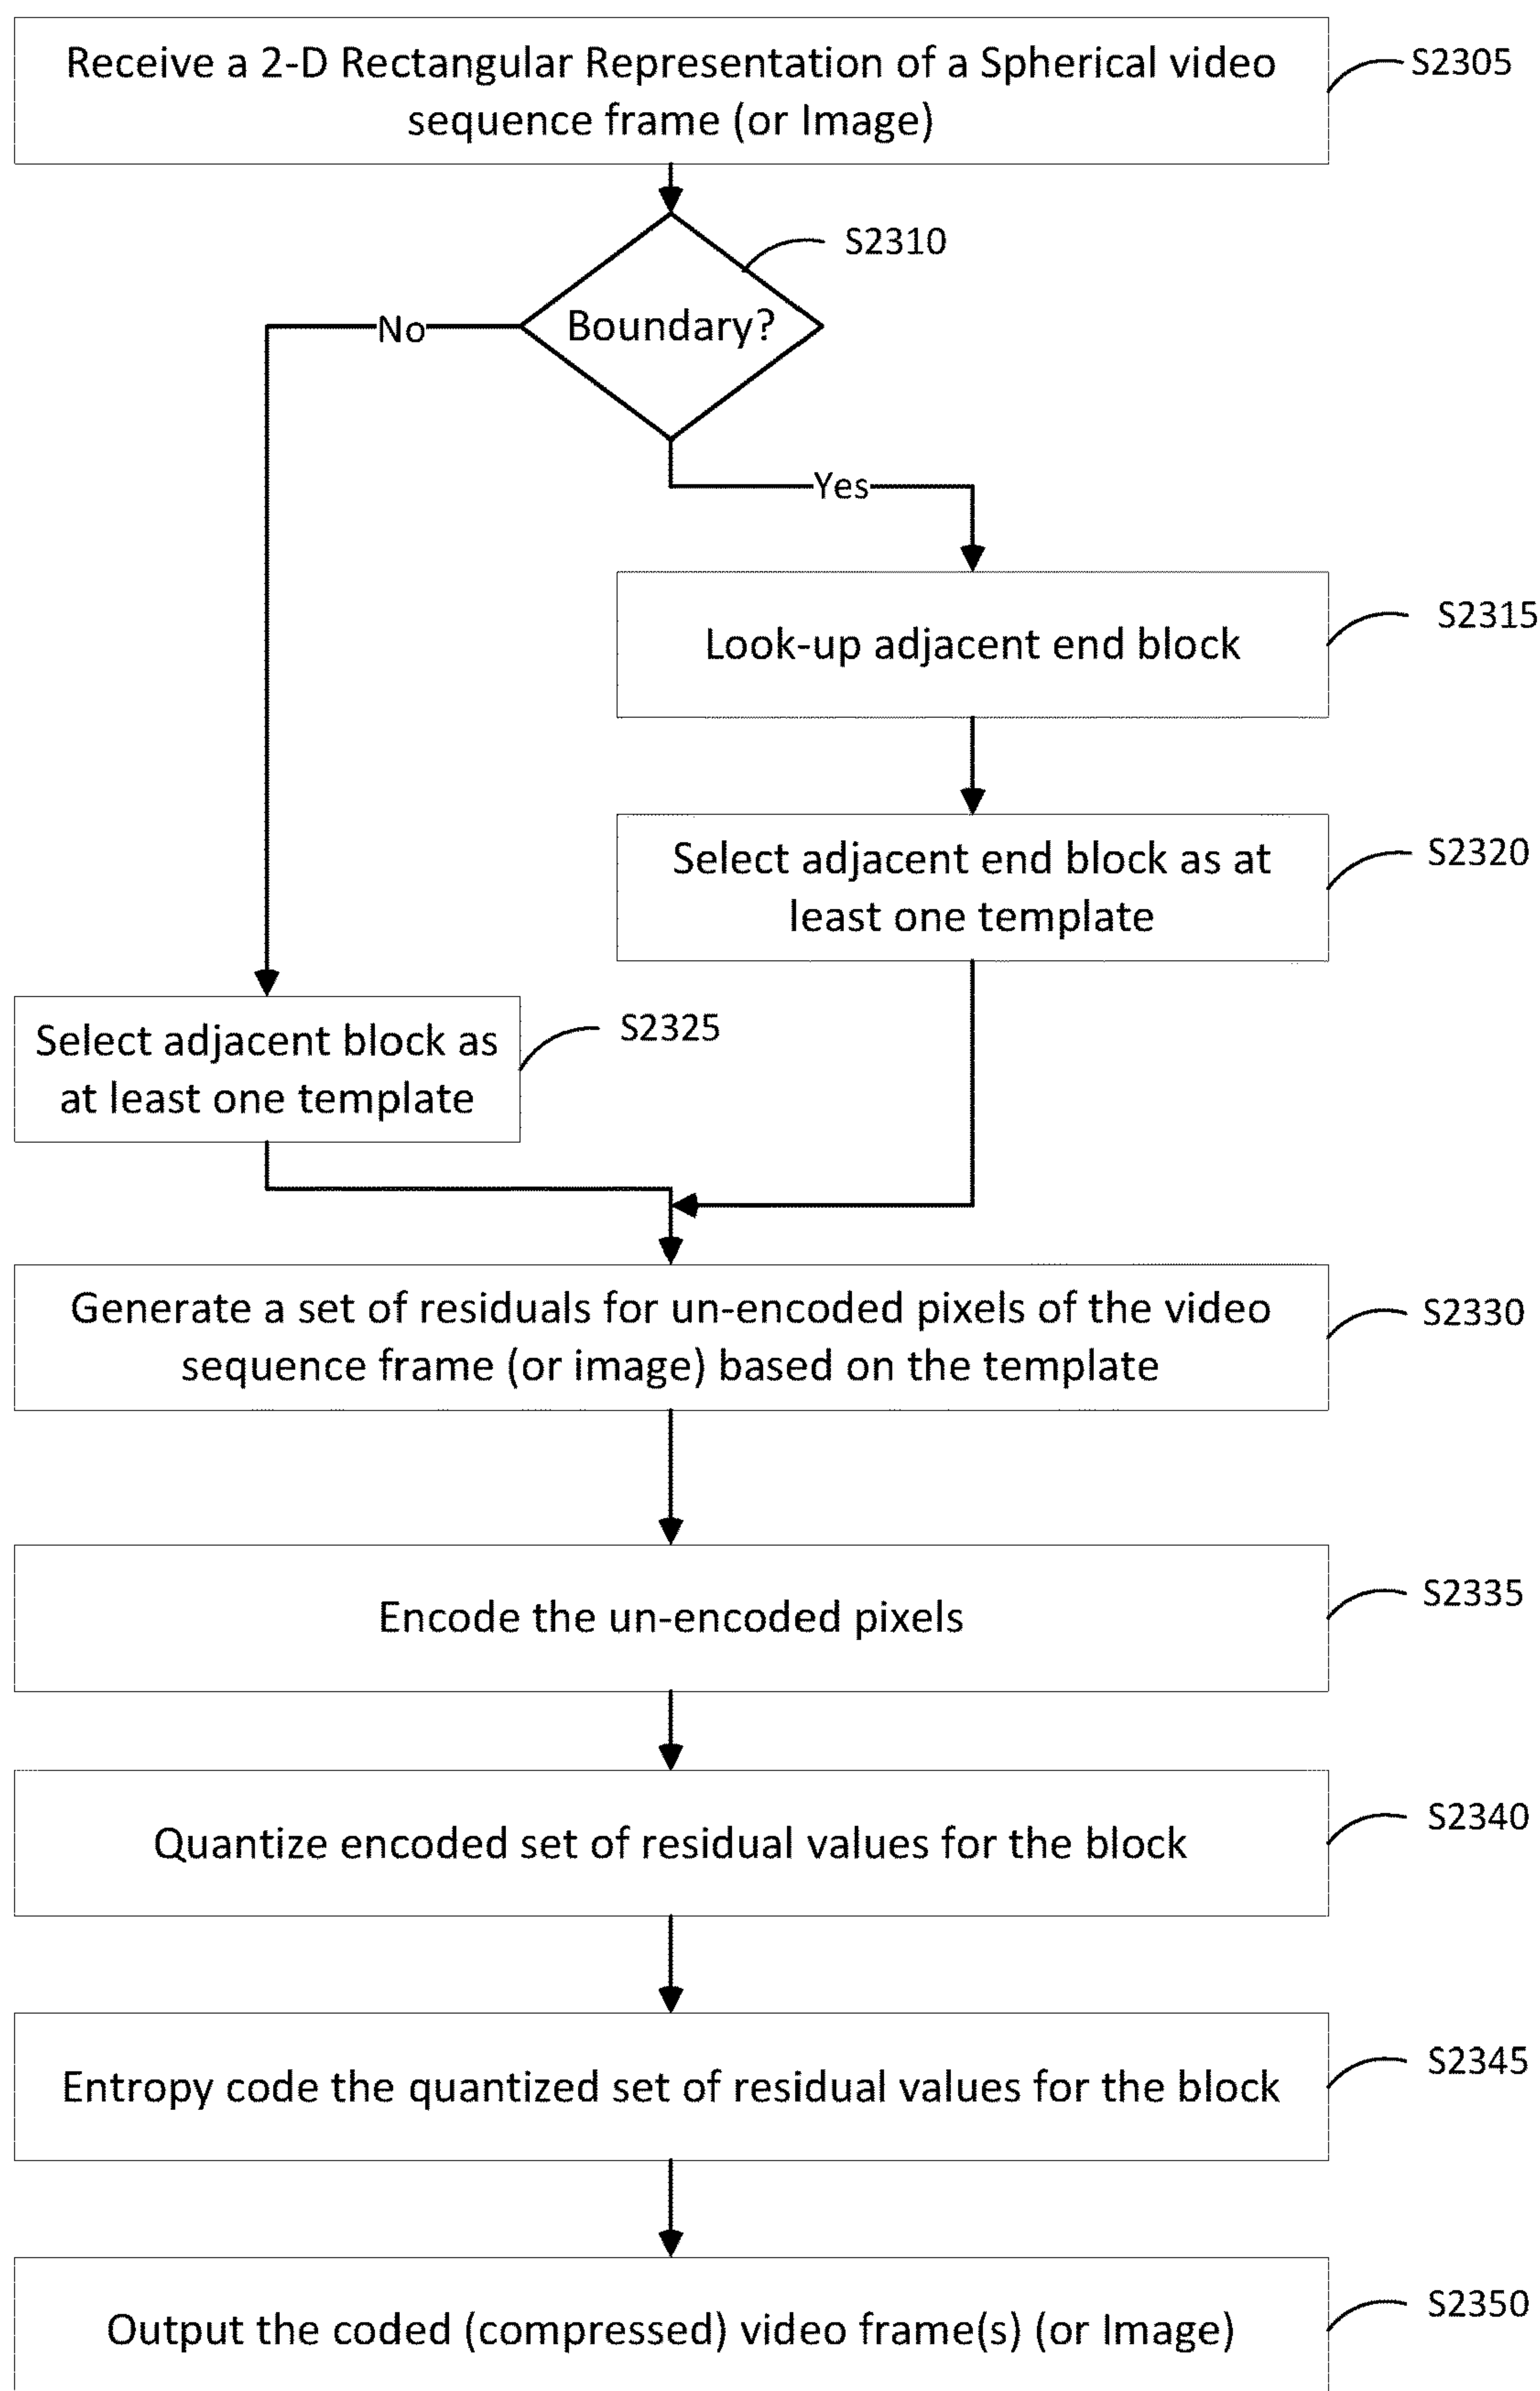 Receive a 2-D Rectangular Representation of a Spherical video
sequence frame (or Image)
S2305
S2310
Boundary?
No
Yes
Look-up adjacent end block
S2315
Select adjacent end block as at
least one template
S2320
Select adjacent block as
at least one template
S2325
Generate a set of residuals for un-encoded pixels of the video
sequence frame (or image) based on the template
S2330
Encode the un-encoded pixels
S2335
Quantize encoded set of residual values for the block
S2340
Entropy code the quantized set of residual values for the block
S2345
Output the coded (compressed) video frame(s) (or Image)
S2350